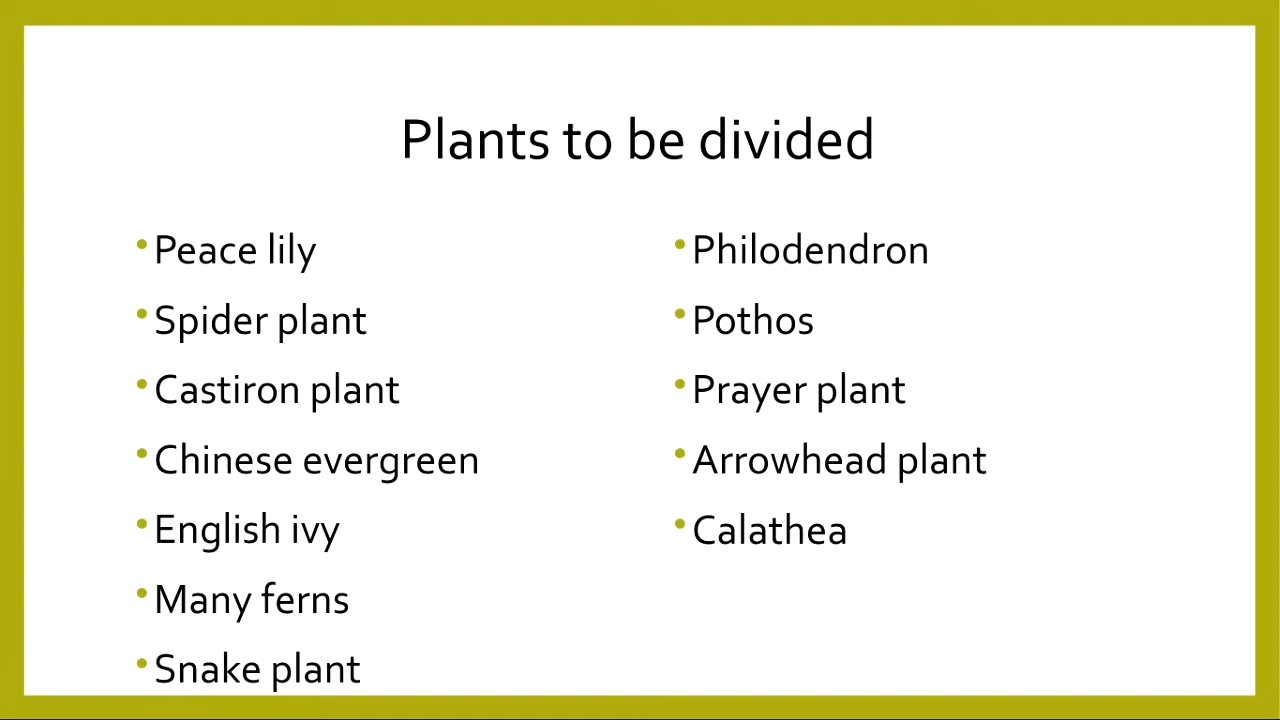 Plants to be divided
•Peace lily
•Spider plant
•Castiron plant
•Chinese evergreen
•English ivy
•Many ferns
•Snake plant
•Philodendron
•Pothos
•Prayer plant
•Arrowhead plant
•Calathea